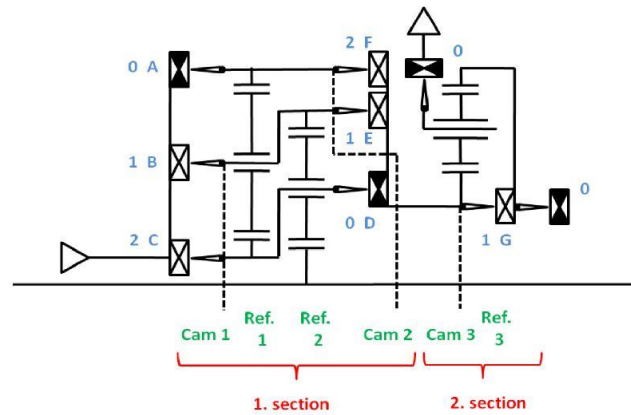 2 F
0
0 A
1 E
1 B
0
0 D
2 C
1 G
Cam 1
Ref.
1
Ref.
2
Cam 2
Cam 3
Ref.
3
1. section
2. section